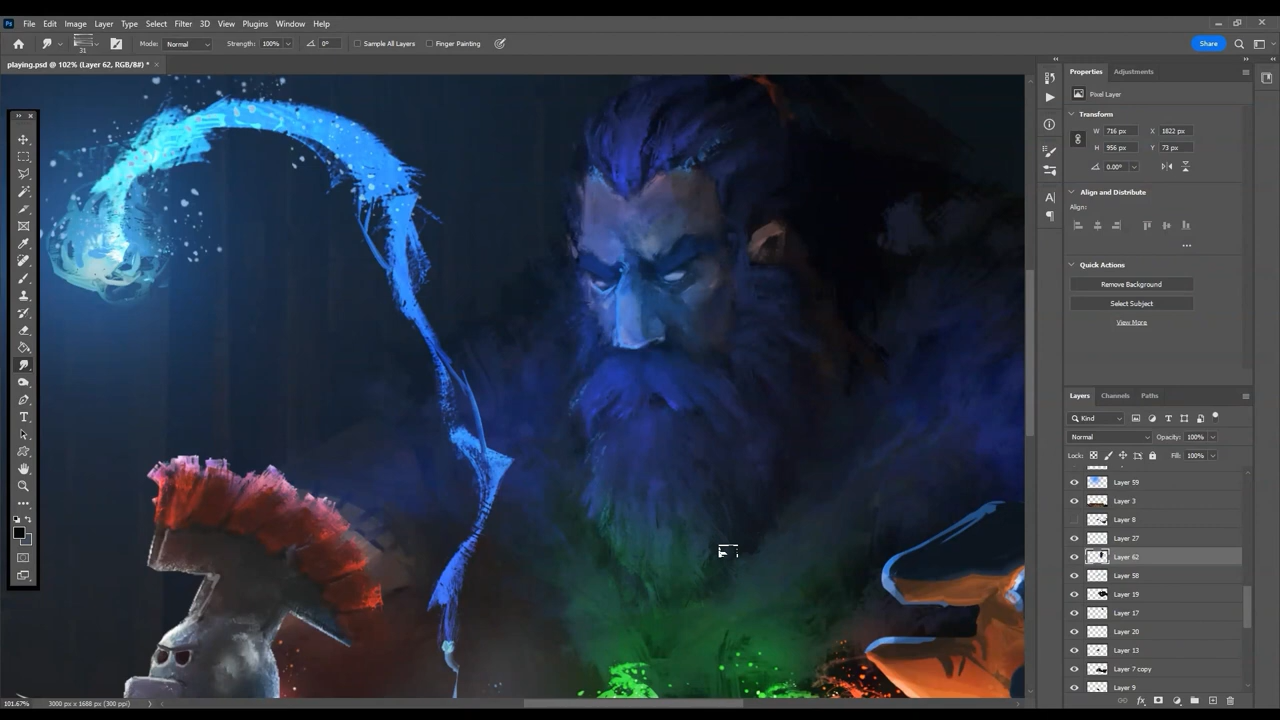 Ps File Edit Image Layer Type Select Filter 3D View Plugins Window Help
31 Mode: Normal Strength: 100% 0° Sample All Layers Finger Painting Share
playing.psd @ 102% (Layer 62, RGB/8#) * ×
Properties Adjustments
Pixel Layer
Transform
W 716 px X 1822 px
H 956 px Y 73 px
0.00°
Align and Distribute
Align:
Quick Actions
Remove Background
Select Subject
View More
Layers Channels Paths
Kind
Normal Opacity: 100%
Lock: Fill: 100%
Layer 59
Layer 3
Layer 8
Layer 27
Layer 62
Layer 58
Layer 19
Layer 17
Layer 20
Layer 13
Layer 7 copy
Layer 9
101.67% 3000 px x 1688 px (300 ppi)